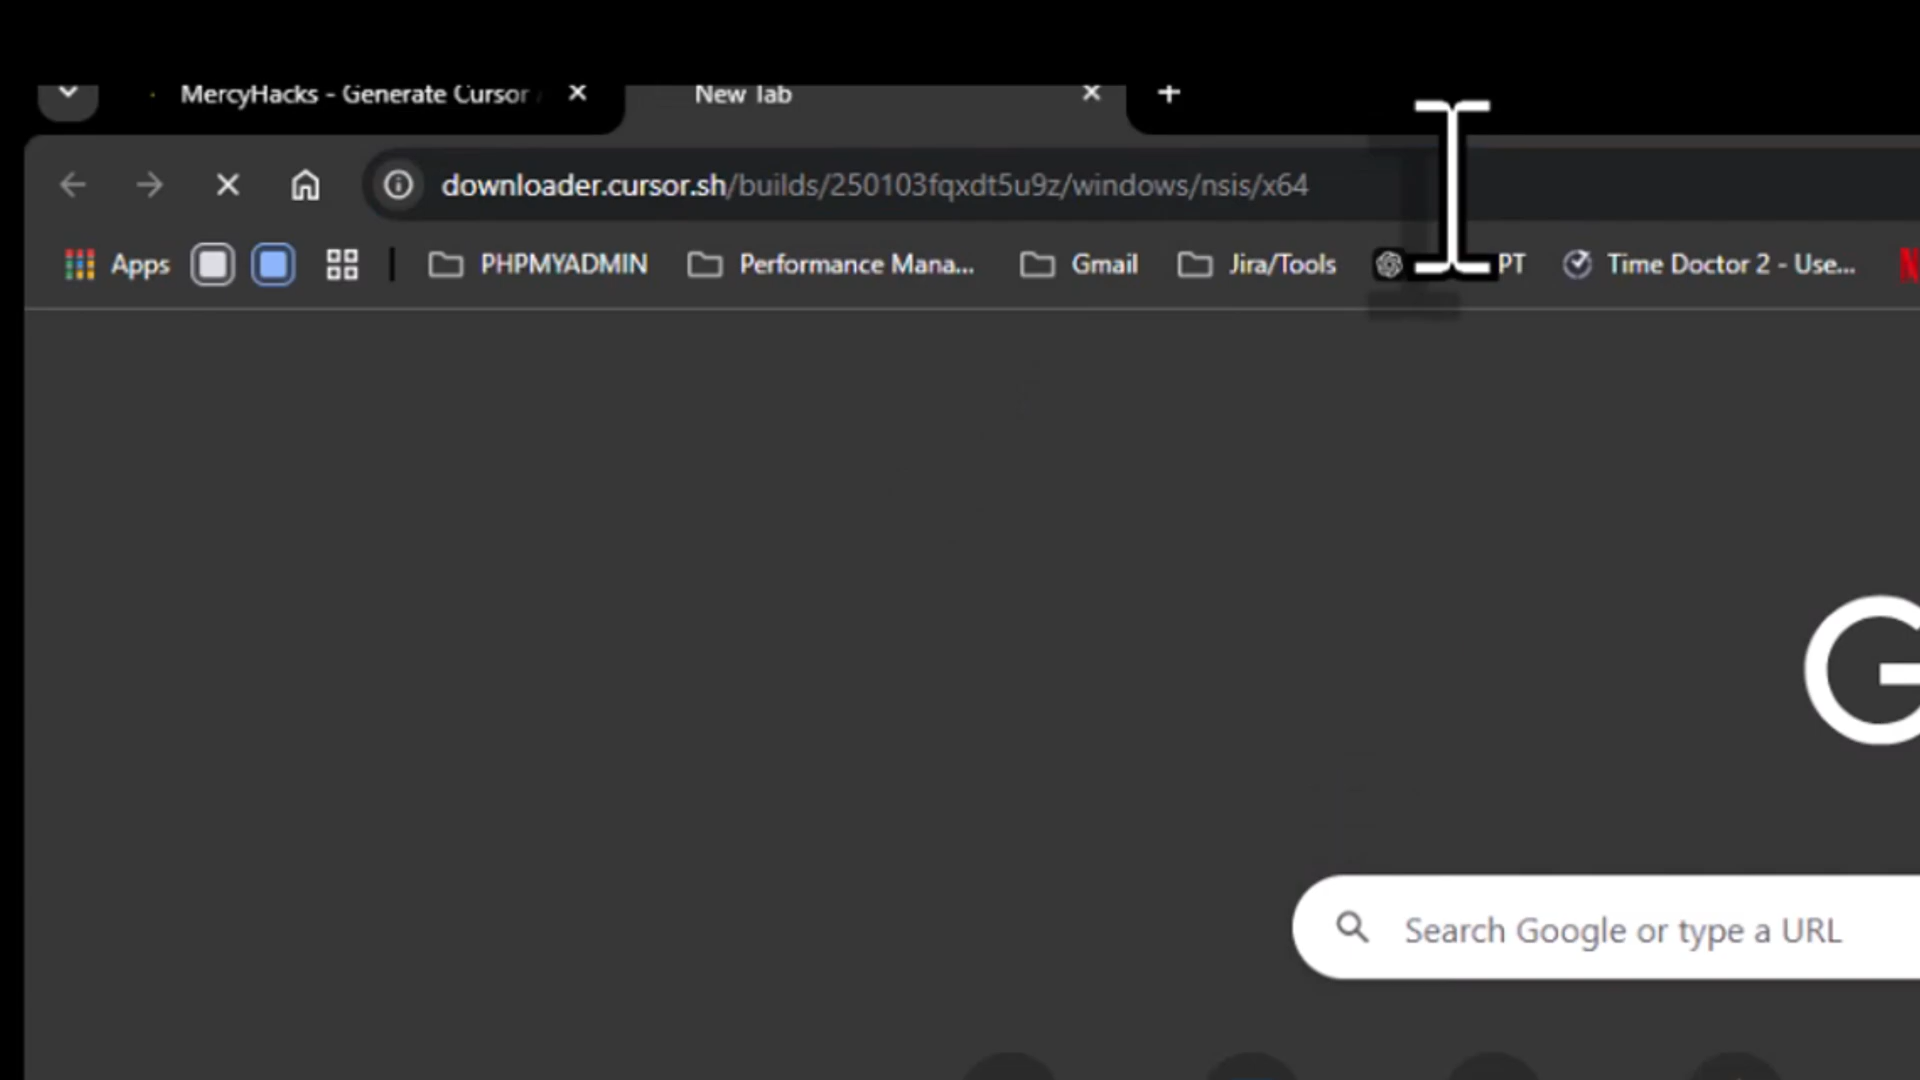 MercyHacks - Generate Cursor
New Tab
downloader.cursor.sh/builds/250103fqxdt5u9z/windows/nsis/x64
Apps PHPMYADMIN Performance Mana... Gmail Jira/Tools PT Time Doctor 2 - Use...
G
Search Google or type a URL